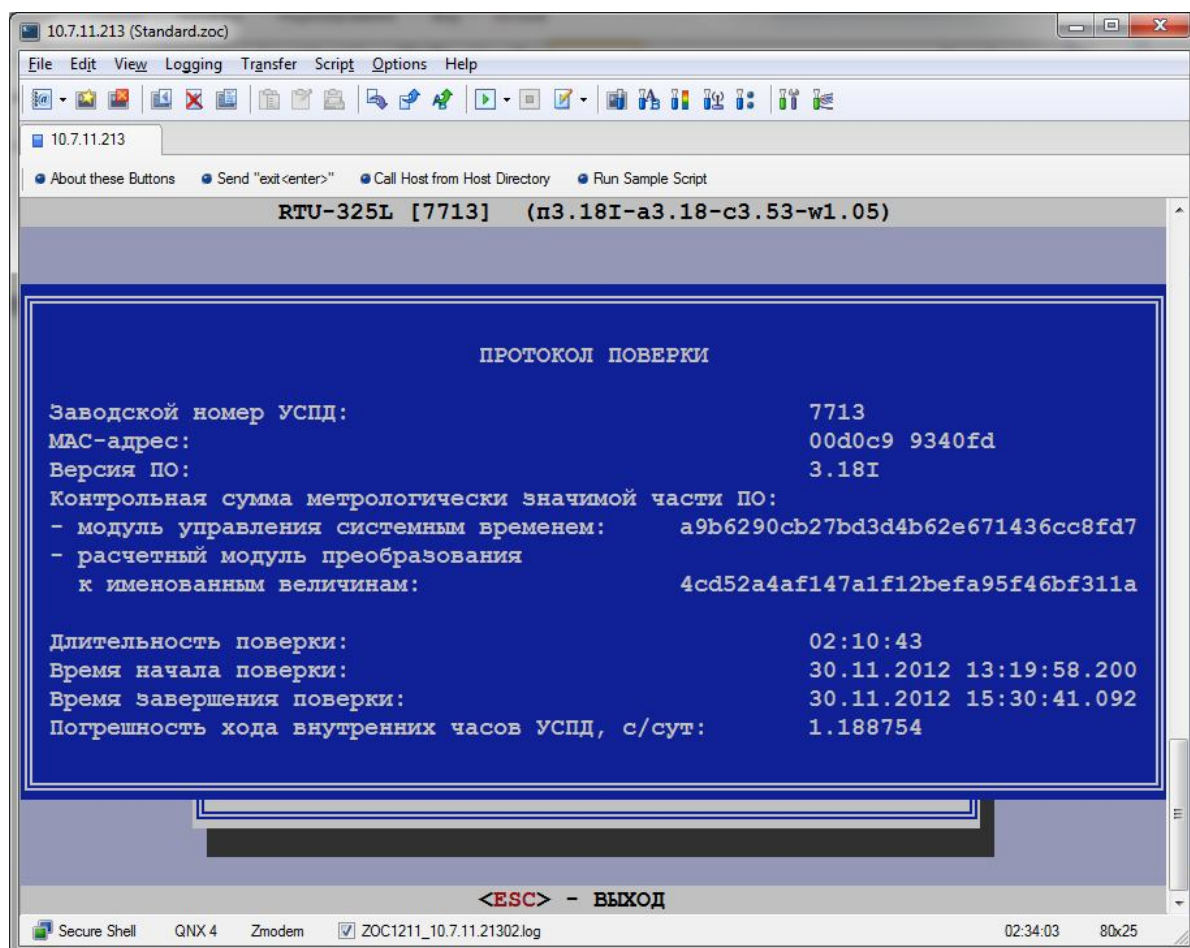 10.7.11.213 (Standard.zoc)
File Edit View Logging Transfer Script Options Help
10.7.11.213
About these Buttons Send "exit<enter>" Call Host from Host Directory Run Sample Script
RTU-325L [7713] (п3.18I-а3.18-с3.53-w1.05)
ПРОТОКОЛ ПОВЕРКИ
Заводской номер УСПД: 7713
МАС-адрес: 00d0c9 9340fd
Версия ПО: 3.18I
Контрольная сумма метрологически значимой части ПО:
- модуль управления системным временем: a9b6290cb27bd3d4b62e671436cc8fd7
- расчетный модуль преобразования
к именованным величинам: 4cd52a4af147a1f12befa95f46bf311a
Длительность поверки: 02:10:43
Время начала поверки: 30.11.2012 13:19:58.200
Время завершения поверки: 30.11.2012 15:30:41.092
Погрешность хода внутренних часов УСПД, с/сут: 1.188754
<ESC> - ВЫХОД
Secure Shell QNX 4 Zmodem ZOC1211_10.7.11.21302.log 02:34:03 80x25